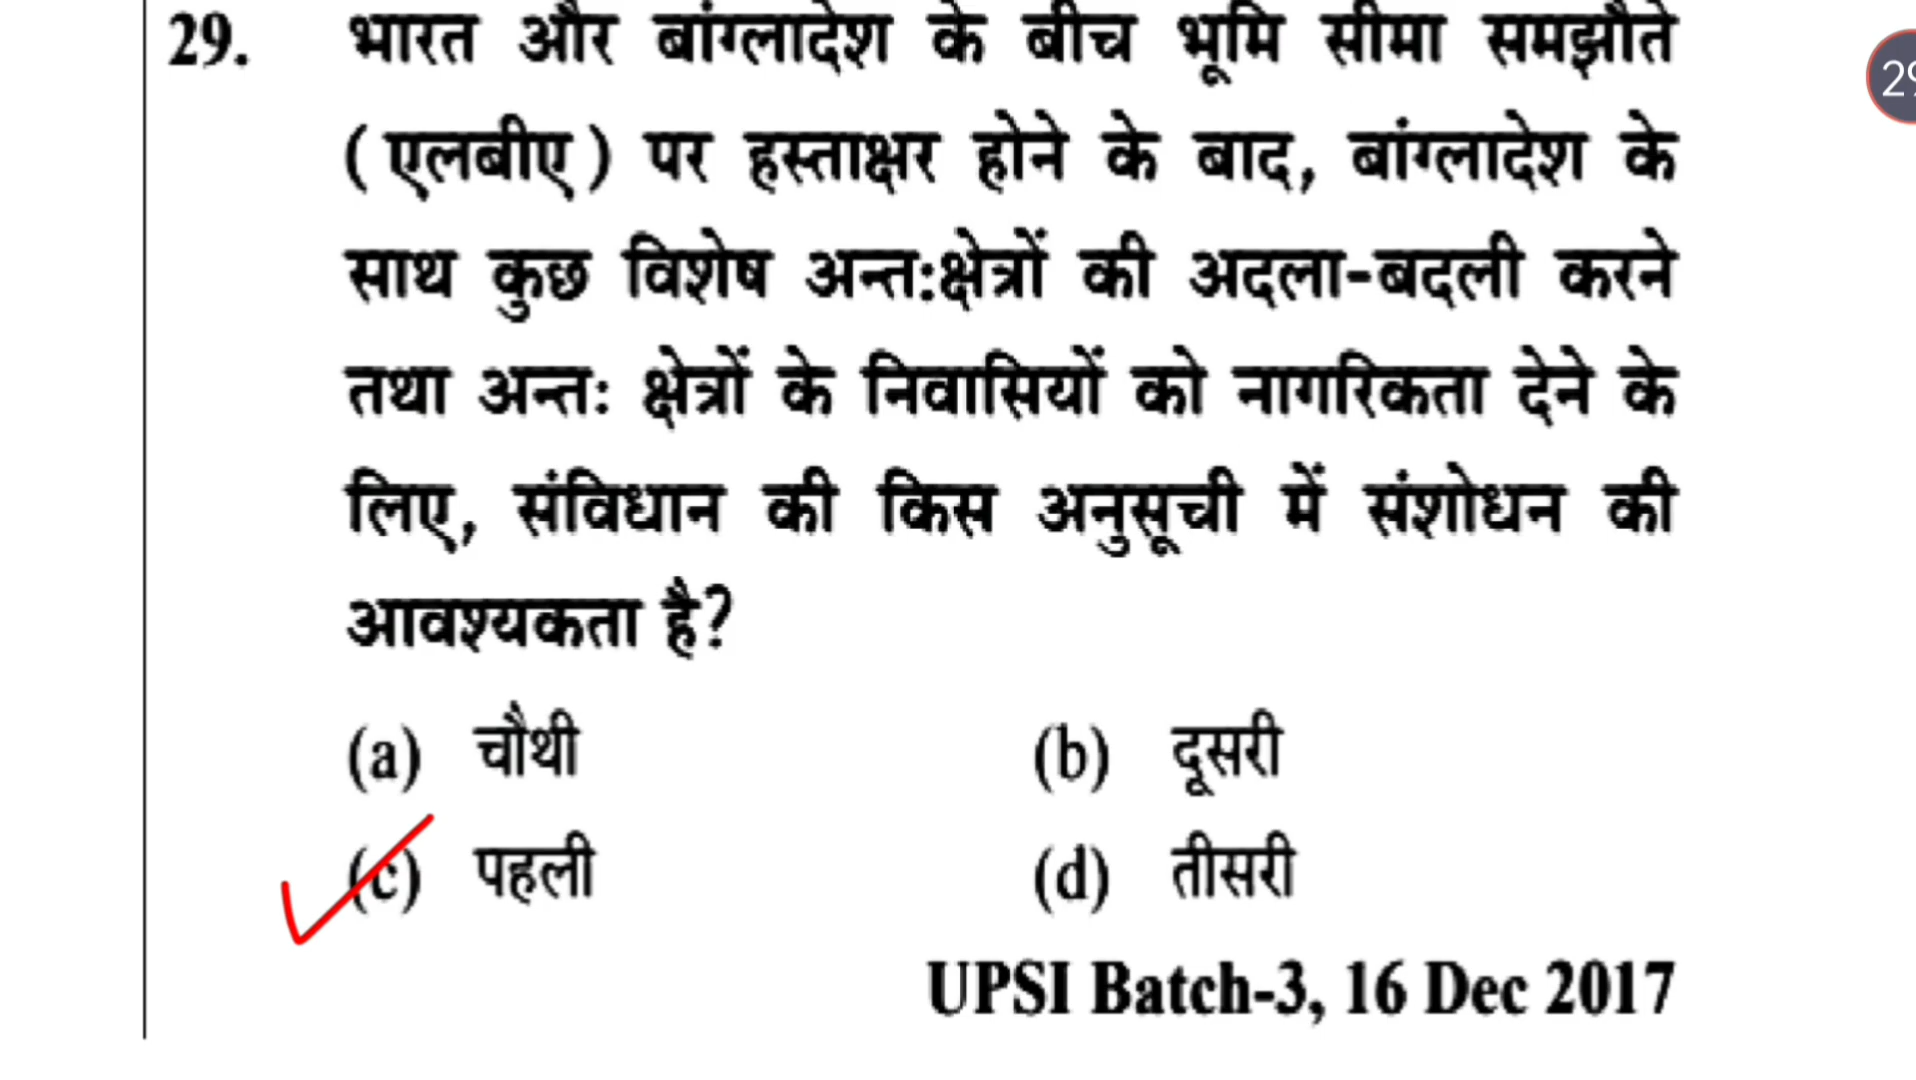 29. भारत और बांग्लादेश के बीच भूमि सीमा समझौते
(एलबीए) पर हस्ताक्षर होने के बाद, बांग्लादेश के
साथ कुछ विशेष अन्त:क्षेत्रों की अदला-बदली करने
तथा अन्त: क्षेत्रों के निवासियों को नागरिकता देने के
लिए, संविधान की किस अनुसूची में संशोधन की
आवश्यकता है?
(a) चौथी (b) दूसरी
(c) पहली (d) तीसरी
UPSI Batch-3, 16 Dec 2017